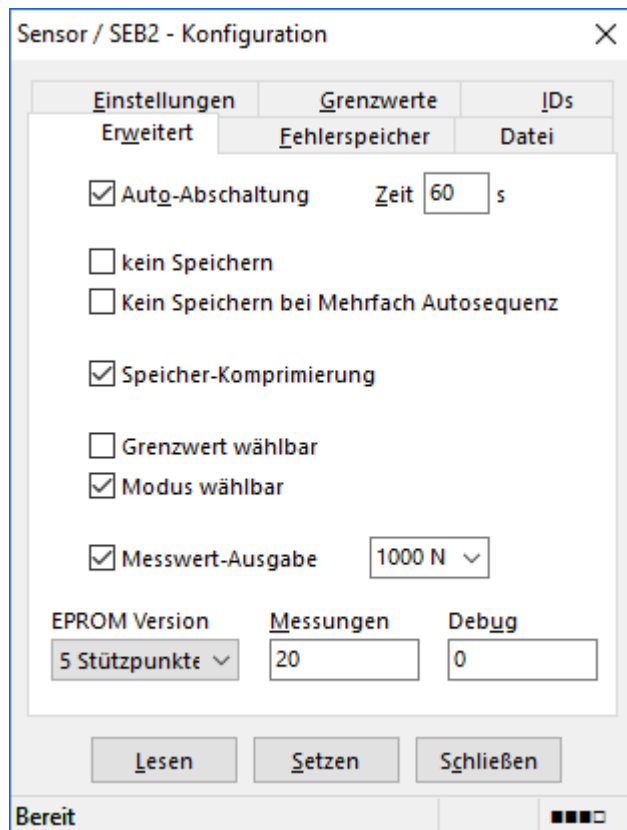 Sensor / SEB2 - Konfiguration
Einstellungen Grenzwerte IDs
Erweitert Fehlerspeicher Datei
Auto-Abschaltung Zeit 60 s
kein Speichern
Kein Speichern bei Mehrfach Autosequenz
Speicher-Komprimierung
Grenzwert wählbar
Modus wählbar
Messwert-Ausgabe 1000 N
EPROM Version Messungen Debug
5 Stützpunkte 20 0
Lesen Setzen Schließen
Bereit